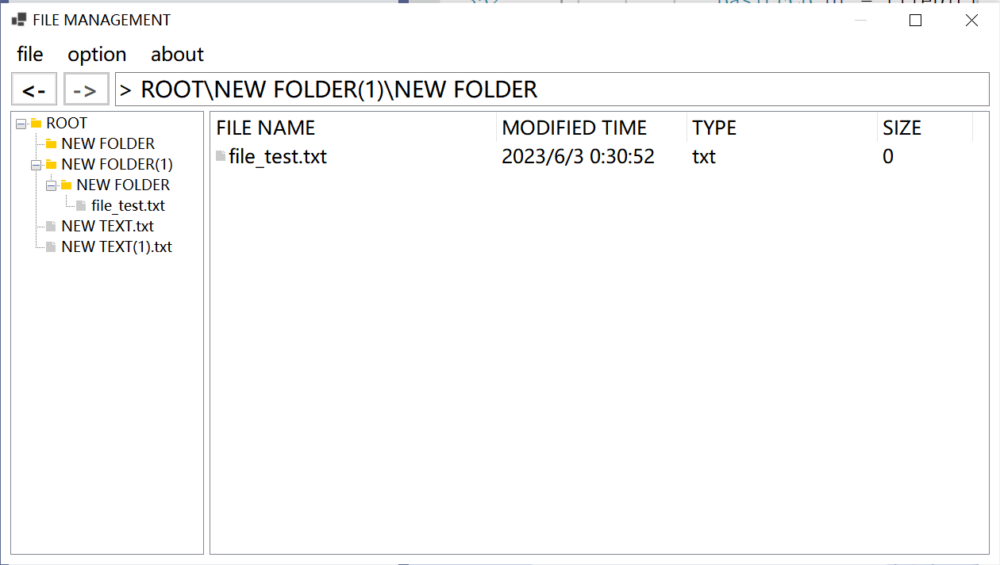 FILE MANAGEMENT
file option about
<- -> > ROOT\NEW FOLDER(1)\NEW FOLDER
ROOT
NEW FOLDER
NEW FOLDER(1)
NEW FOLDER
file_test.txt
NEW TEXT.txt
NEW TEXT(1).txt
FILE NAME MODIFIED TIME TYPE SIZE
file_test.txt 2023/6/3 0:30:52 txt 0